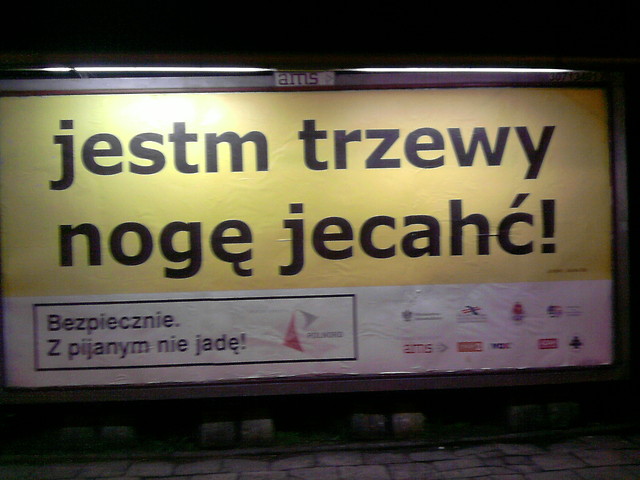 ams
jestm trzewy
nogę jecahć!
Bezpiecznie.
Z pijanym nie jadę!
ams